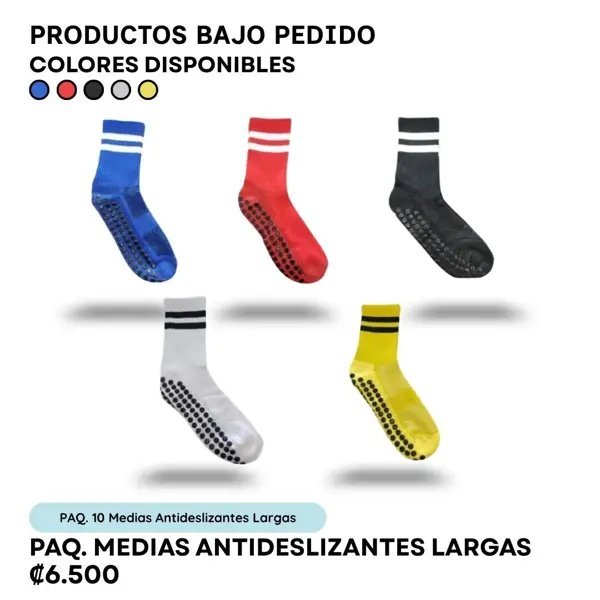 PRODUCTOS BAJO PEDIDO
COLORES DISPONIBLES
PAQ. 10 Medias Antideslizantes Largas
PAQ. MEDIAS ANTIDESLIZANTES LARGAS
₡6.500